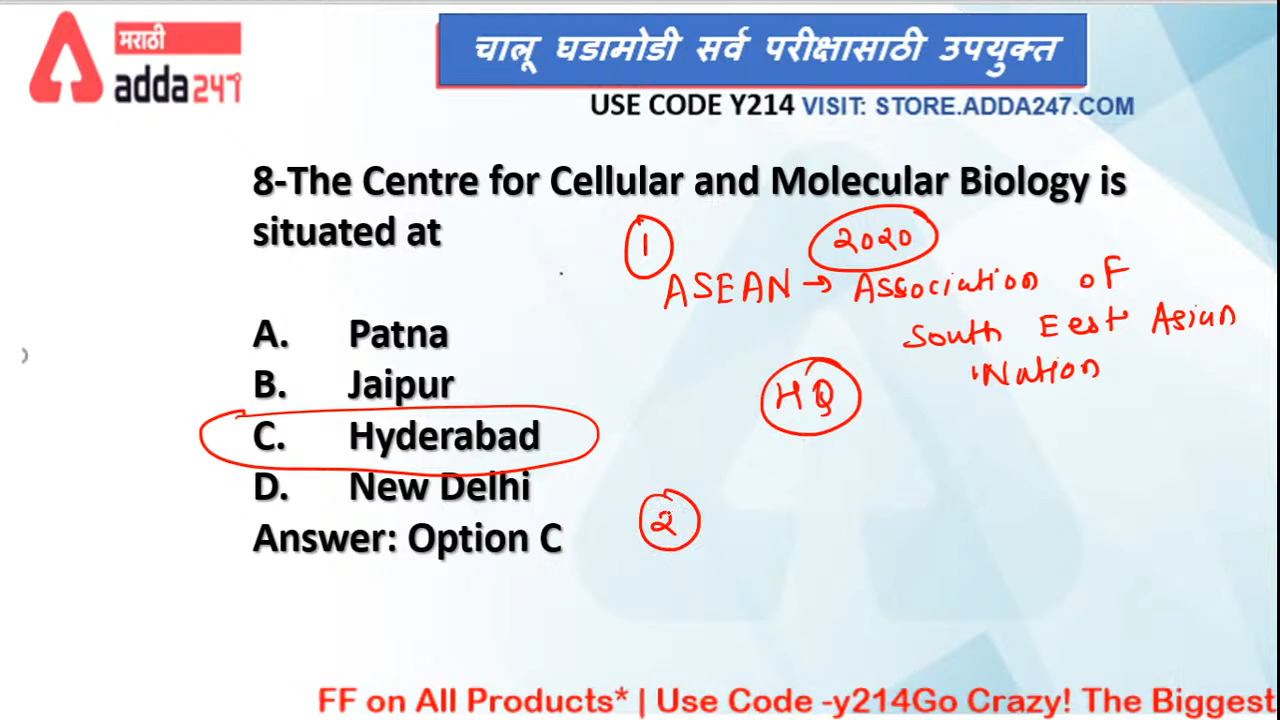 मराठी
adda247
चालू घडामोडी सर्व परीक्षासाठी उपयुक्त
USE CODE Y214 VISIT: STORE.ADDA247.COM
8-The Centre for Cellular and Molecular Biology is
situated at
1
2020
ASEAN → Association of
South East Asian
Nation
A. Patna
B. Jaipur
HQ
C. Hyderabad
D. New Delhi
2
Answer: Option C
FF on All Products* | Use Code -y214Go Crazy! The Biggest